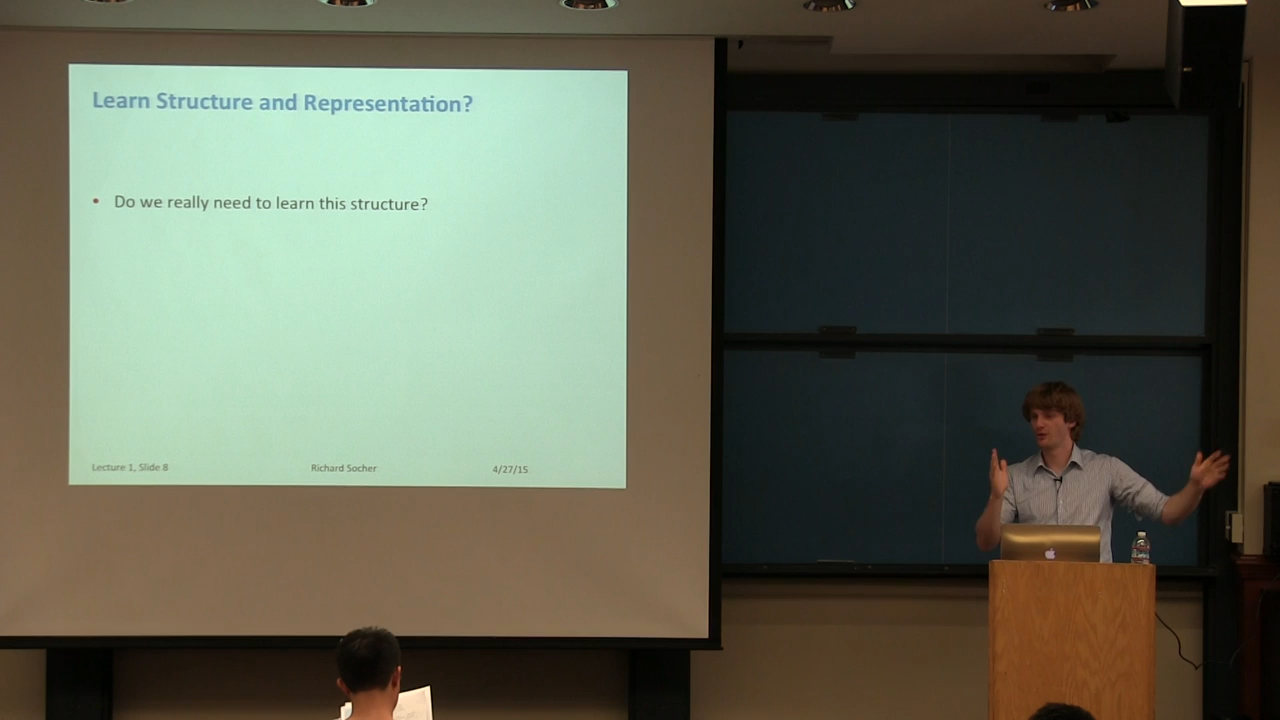 Learn Structure and Representation?
• Do we really need to learn this structure?
Lecture 1, Slide 8 Richard Socher 4/27/15